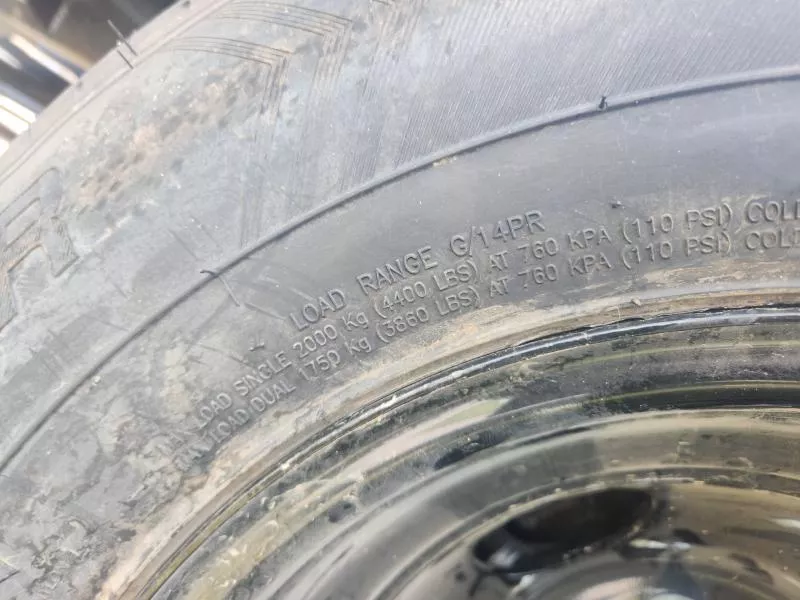 R
LOAD RANGE G/14PR
LOAD SINGLE 2000 Kg (4400 LBS) AT 760 KPA (110 PSI) COLD
LOAD DUAL 1750 Kg (3860 LBS) AT 760 KPA (110 PSI) COLD